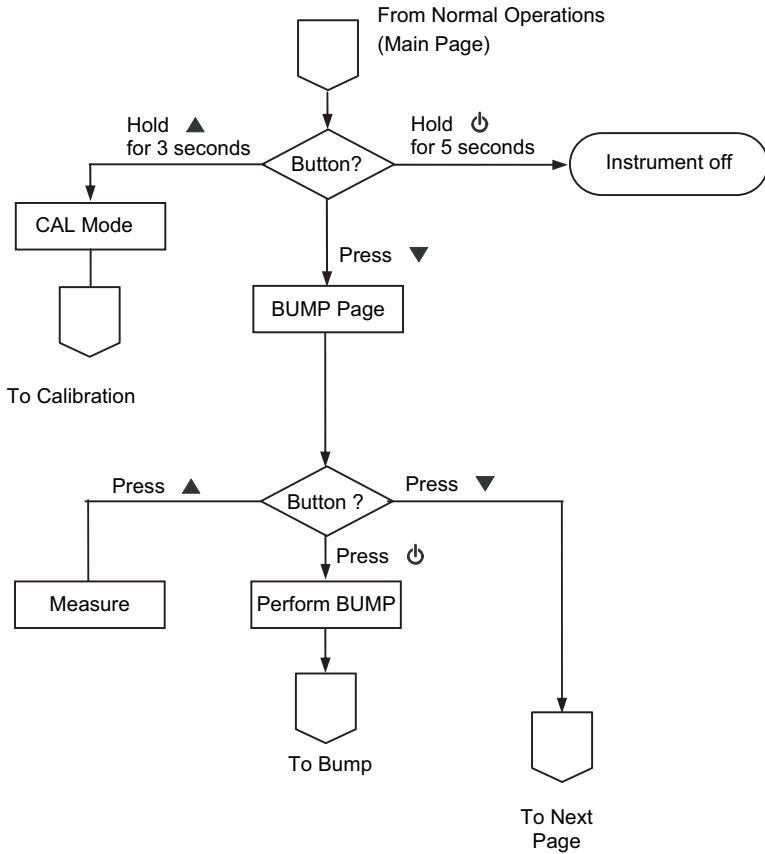 From Normal Operations
(Main Page)
Hold ▲
for 3 seconds
Button?
Hold ⏻
for 5 seconds
Instrument off
CAL Mode
Press ▼
BUMP Page
To Calibration
Press ▲
Button ?
Press ▼
Press ⏻
Measure
Perform BUMP
To Bump
To Next
Page